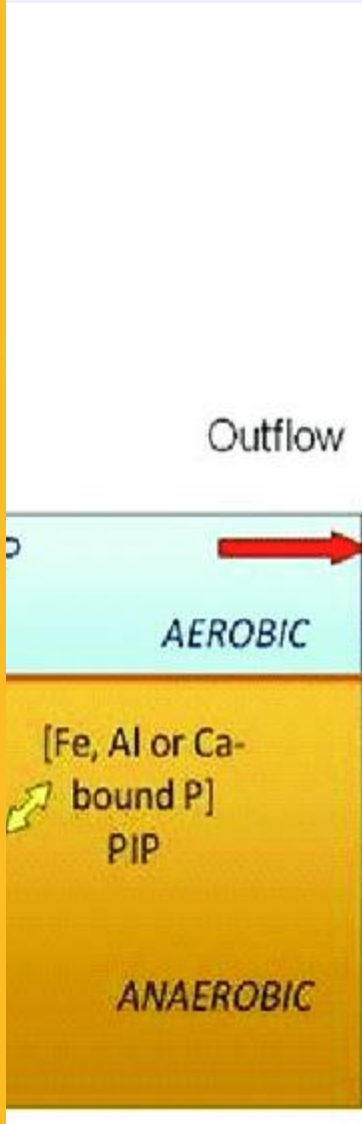 Outflow
P
AEROBIC
[Fe, Al or Ca-
bound P]
PIP
ANAEROBIC